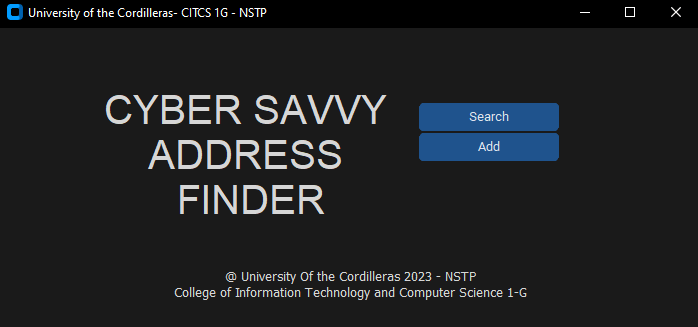 University of the Cordilleras- CITCS 1G - NSTP
CYBER SAVVY
ADDRESS
FINDER
Search
Add
@ University Of the Cordilleras 2023 - NSTP
College of Information Technology and Computer Science 1-G